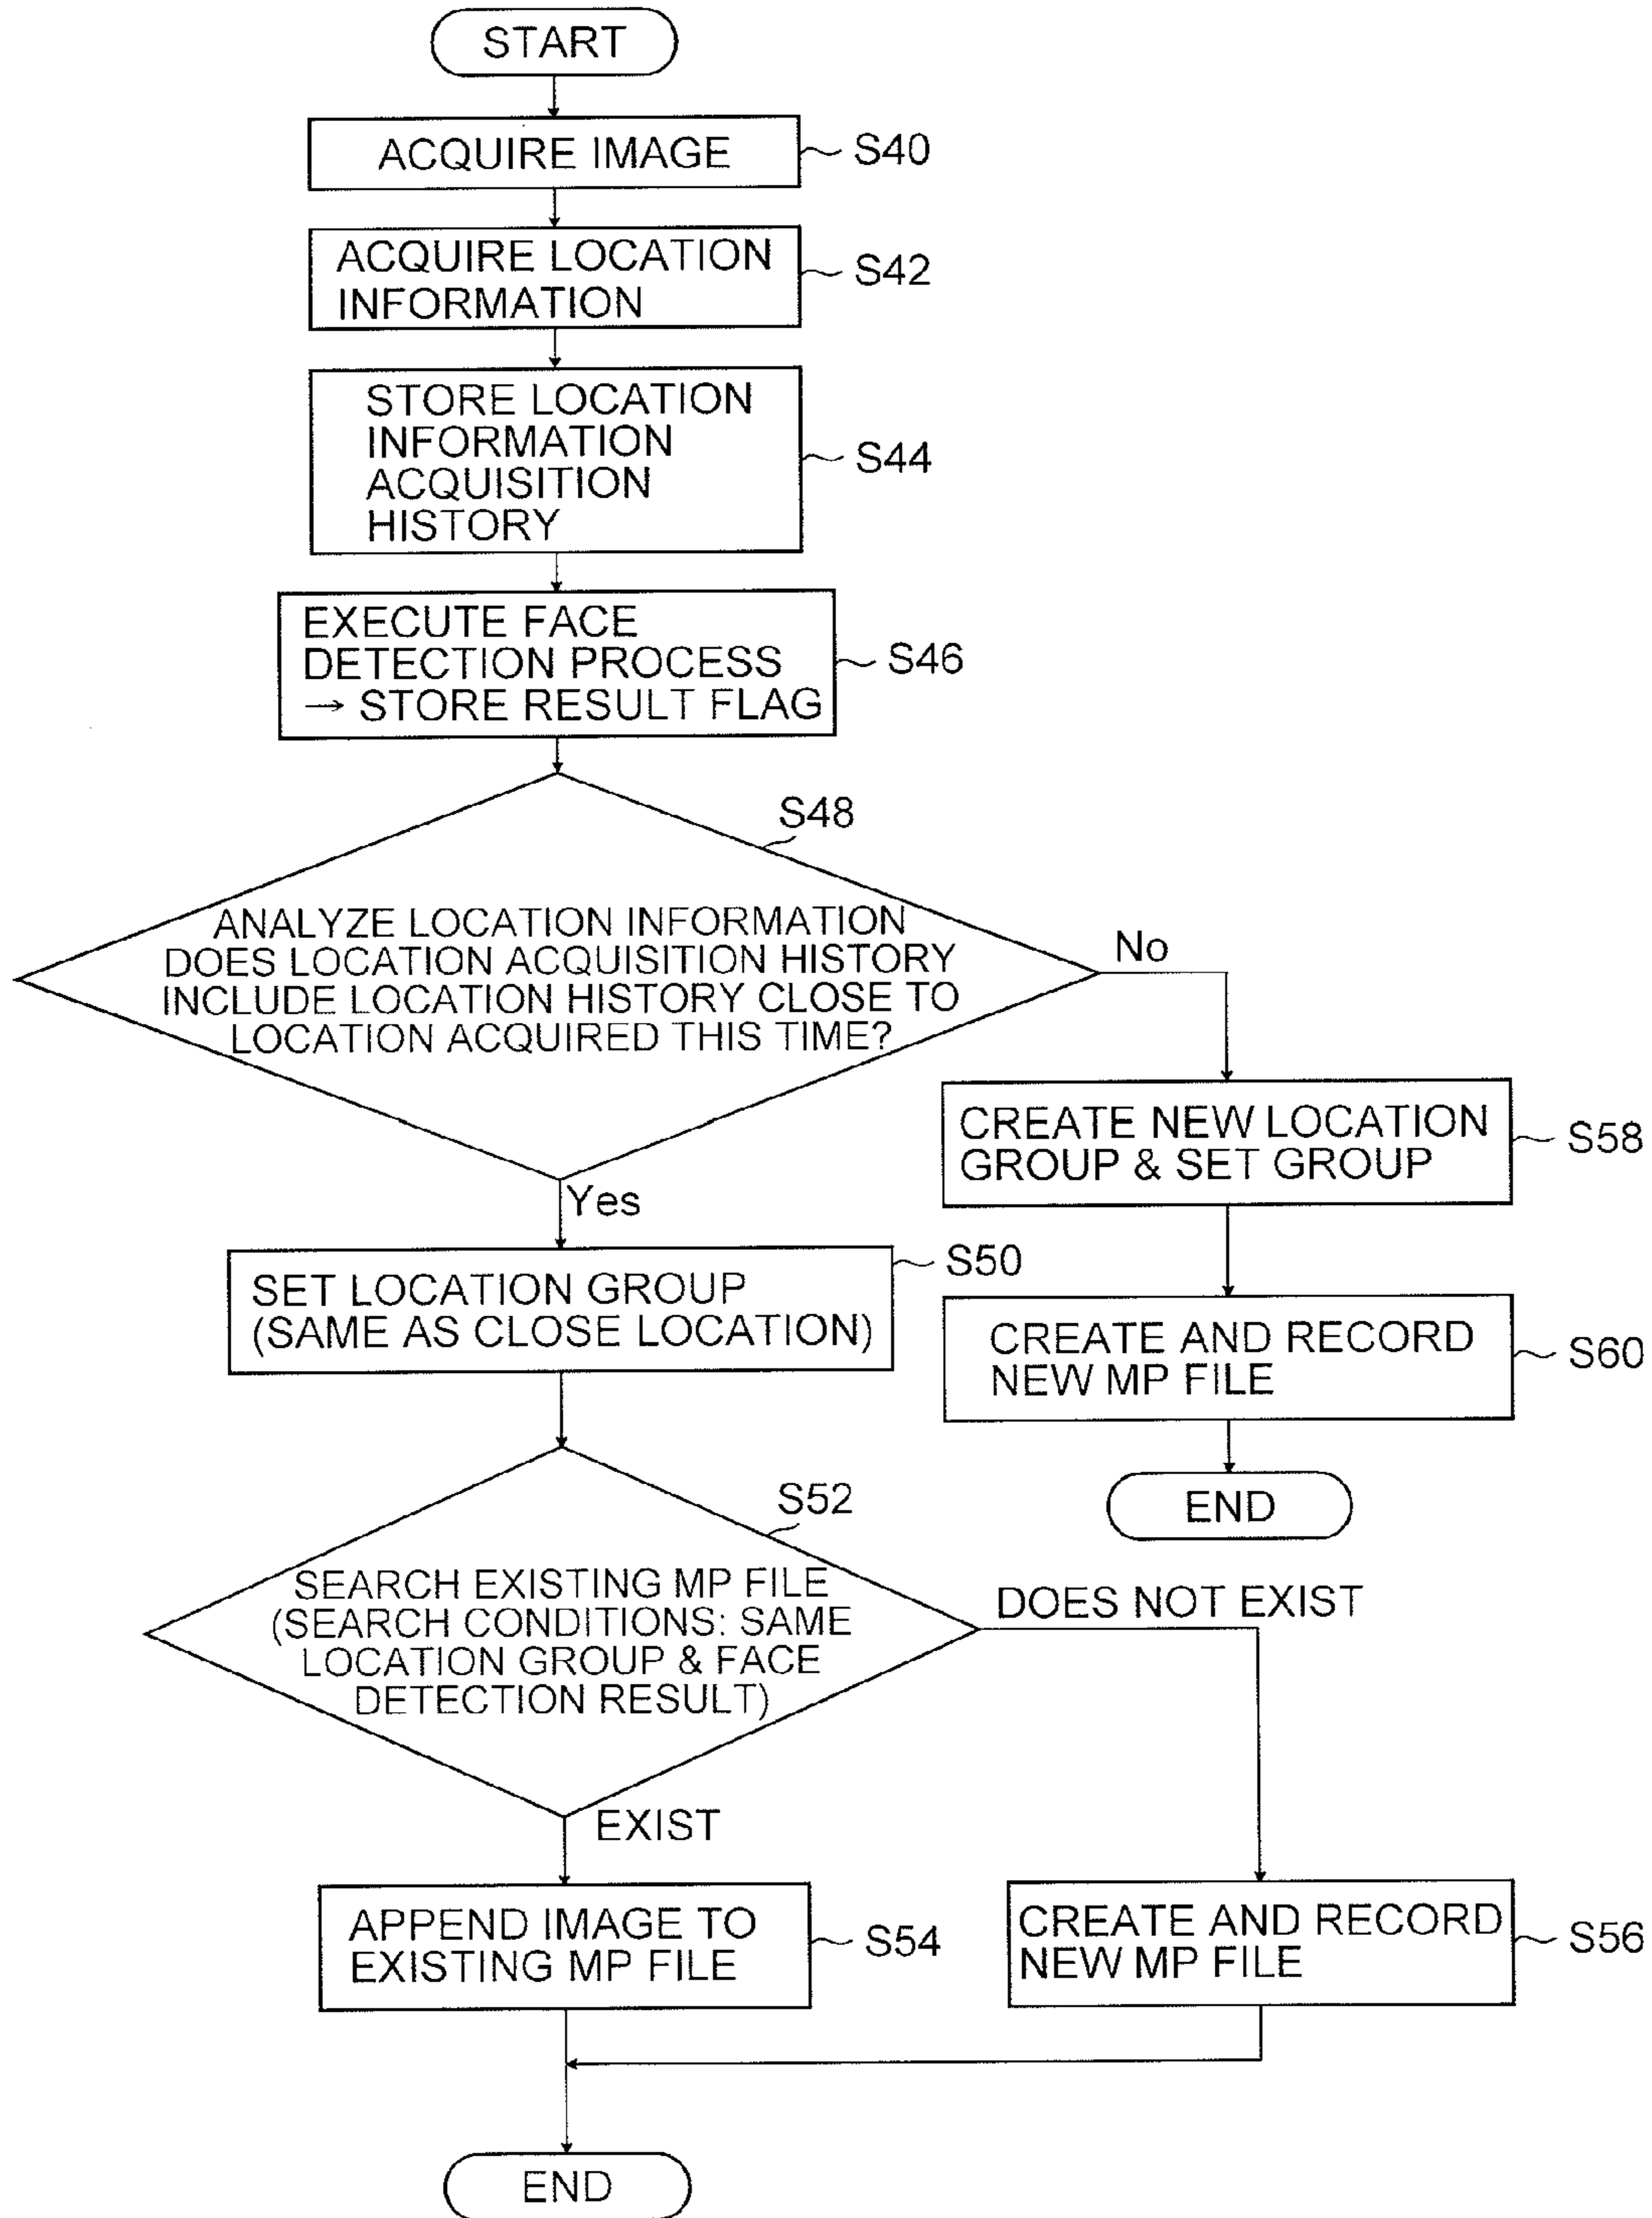 START
ACQUIRE IMAGE
S40
ACQUIRE LOCATION
INFORMATION
S42
STORE LOCATION
INFORMATION
ACQUISITION
HISTORY
S44
EXECUTE FACE
DETECTION PROCESS
→ STORE RESULT FLAG
S46
S48
ANALYZE LOCATION INFORMATION
DOES LOCATION ACQUISITION HISTORY
INCLUDE LOCATION HISTORY CLOSE TO
LOCATION ACQUIRED THIS TIME?
No
Yes
CREATE NEW LOCATION
GROUP & SET GROUP
S58
SET LOCATION GROUP
(SAME AS CLOSE LOCATION)
S50
CREATE AND RECORD
NEW MP FILE
S60
END
S52
SEARCH EXISTING MP FILE
(SEARCH CONDITIONS: SAME
LOCATION GROUP & FACE
DETECTION RESULT)
DOES NOT EXIST
EXIST
APPEND IMAGE TO
EXISTING MP FILE
S54
CREATE AND RECORD
NEW MP FILE
S56
END